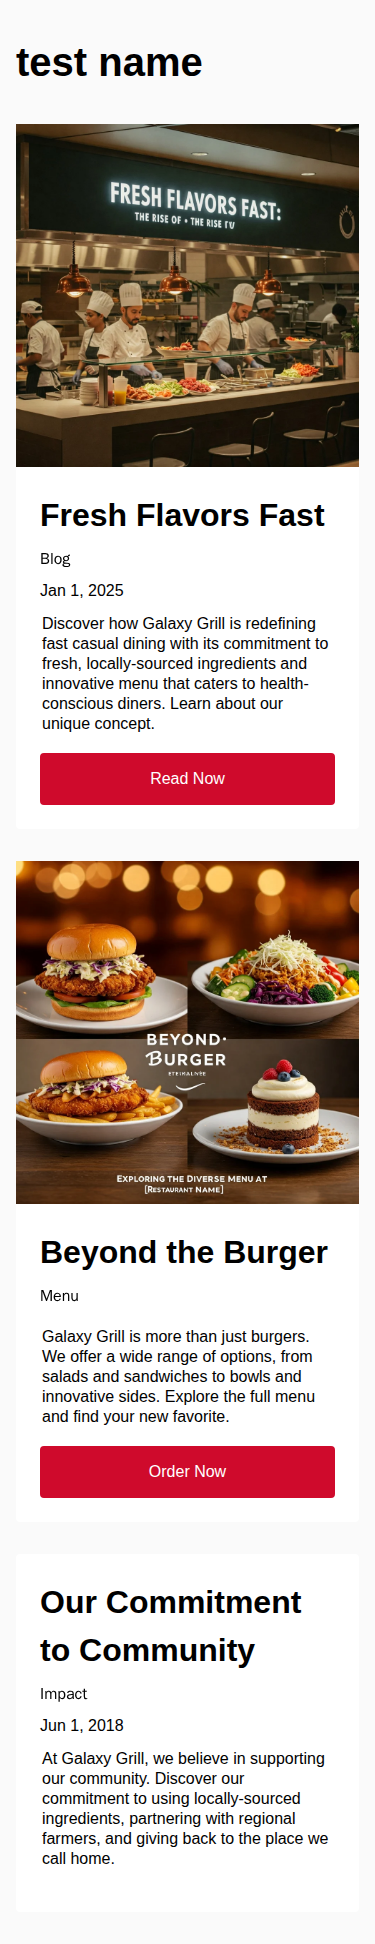 test name
FRESH FLAVORS FAST:
THE RISE OF • THE RISE
Fresh Flavors Fast
Blog
Jan 1, 2025
Discover how Galaxy Grill is redefining
fast casual dining with its commitment to
fresh, locally-sourced ingredients and
innovative menu that caters to health-
conscious diners. Learn about our
unique concept.
Read Now
BEYOND·
BURGER
EXPLORING THE DIVERSE MENU AT
[RESTAURANT NAME]
Beyond the Burger
Menu
Galaxy Grill is more than just burgers.
We offer a wide range of options, from
salads and sandwiches to bowls and
innovative sides. Explore the full menu
and find your new favorite.
Order Now
Our Commitment
to Community
Impact
Jun 1, 2018
At Galaxy Grill, we believe in supporting
our community. Discover our
commitment to using locally-sourced
ingredients, partnering with regional
farmers, and giving back to the place we
call home.